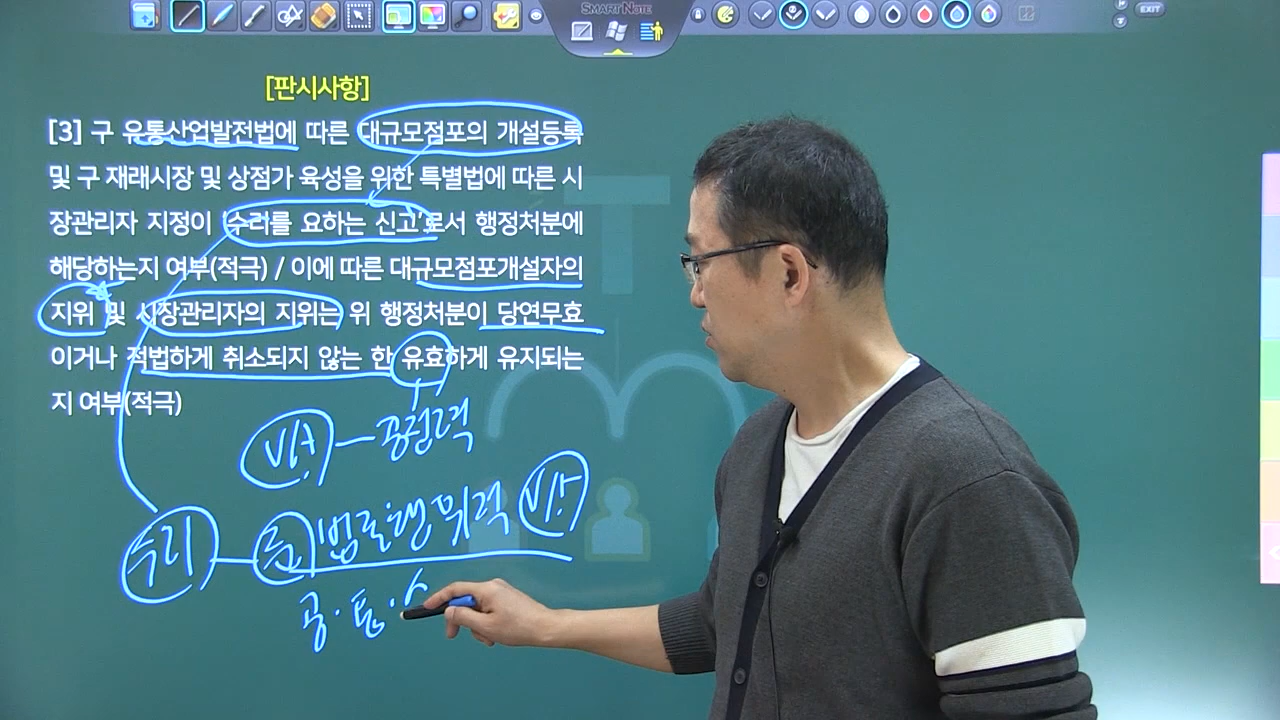 SMARTNOTE
EXIT
[판시사항]
[3] 구 유통산업발전법에 따른 대규모점포의 개설등록
및 구 재래시장 및 상점가 육성을 위한 특별법에 따른 시
장관리자 지정이 '수리를 요하는 신고'로서 행정처분에
해당하는지 여부(적극) / 이에 따른 대규모점포개설자의
지위 및 시장관리자의 지위는 위 행정처분이 당연무효
이거나 적법하게 취소되지 않는 한 유효하게 유지되는
지 여부(적극)
공정력
수리 준 법률행위적
공·통·수